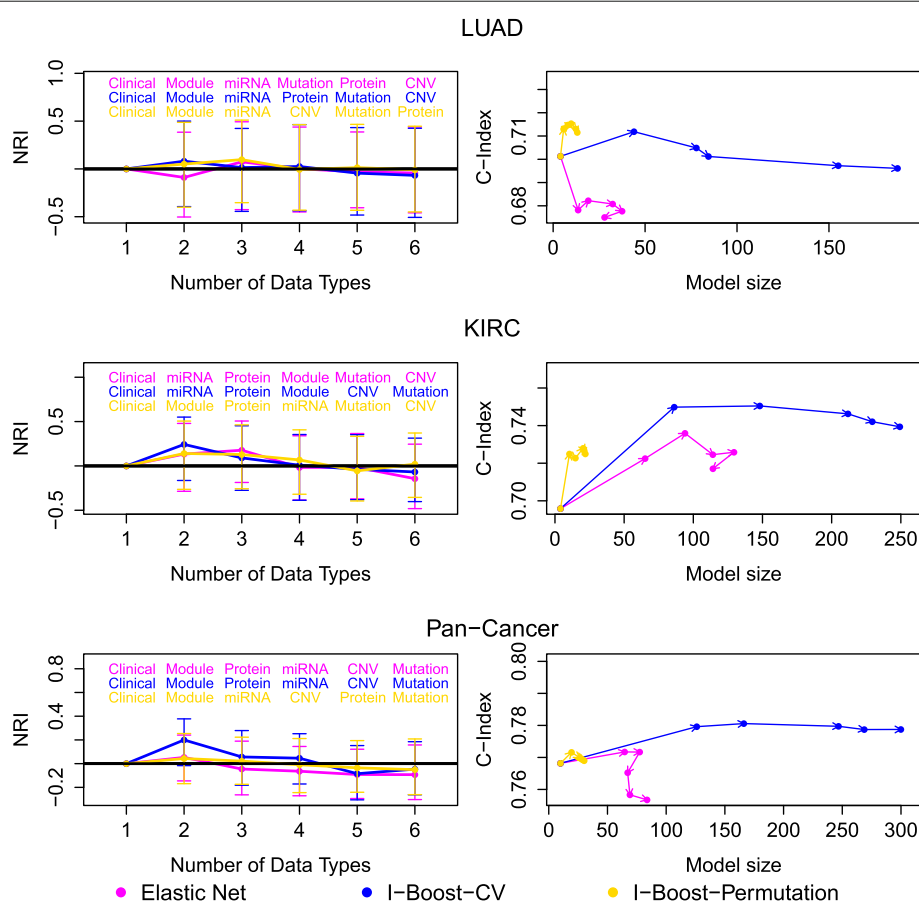 LUAD
NRI
1.0
0.5
−0.5
Clinical Module miRNA Mutation Protein CNV
Clinical Module miRNA Protein Mutation CNV
Clinical Module miRNA CNV Mutation Protein
1 2 3 4 5 6
Number of Data Types
C−Index
0.71
0.68
0 50 100 150
Model size
KIRC
NRI
0.5
−0.5
Clinical miRNA Protein Module Mutation CNV
Clinical miRNA Protein Module CNV Mutation
Clinical Module Protein miRNA Mutation CNV
1 2 3 4 5 6
Number of Data Types
C−Index
0.74
0.70
0 50 100 150 200 250
Model size
Pan−Cancer
NRI
0.8
0.4
−0.2
Clinical Module Protein miRNA CNV Mutation
Clinical Module Protein miRNA CNV Mutation
Clinical Module miRNA CNV Protein Mutation
1 2 3 4 5 6
Number of Data Types
C−Index
0.80
0.78
0.76
0 50 100 150 200 250 300
Model size
Elastic Net I−Boost−CV I−Boost−Permutation